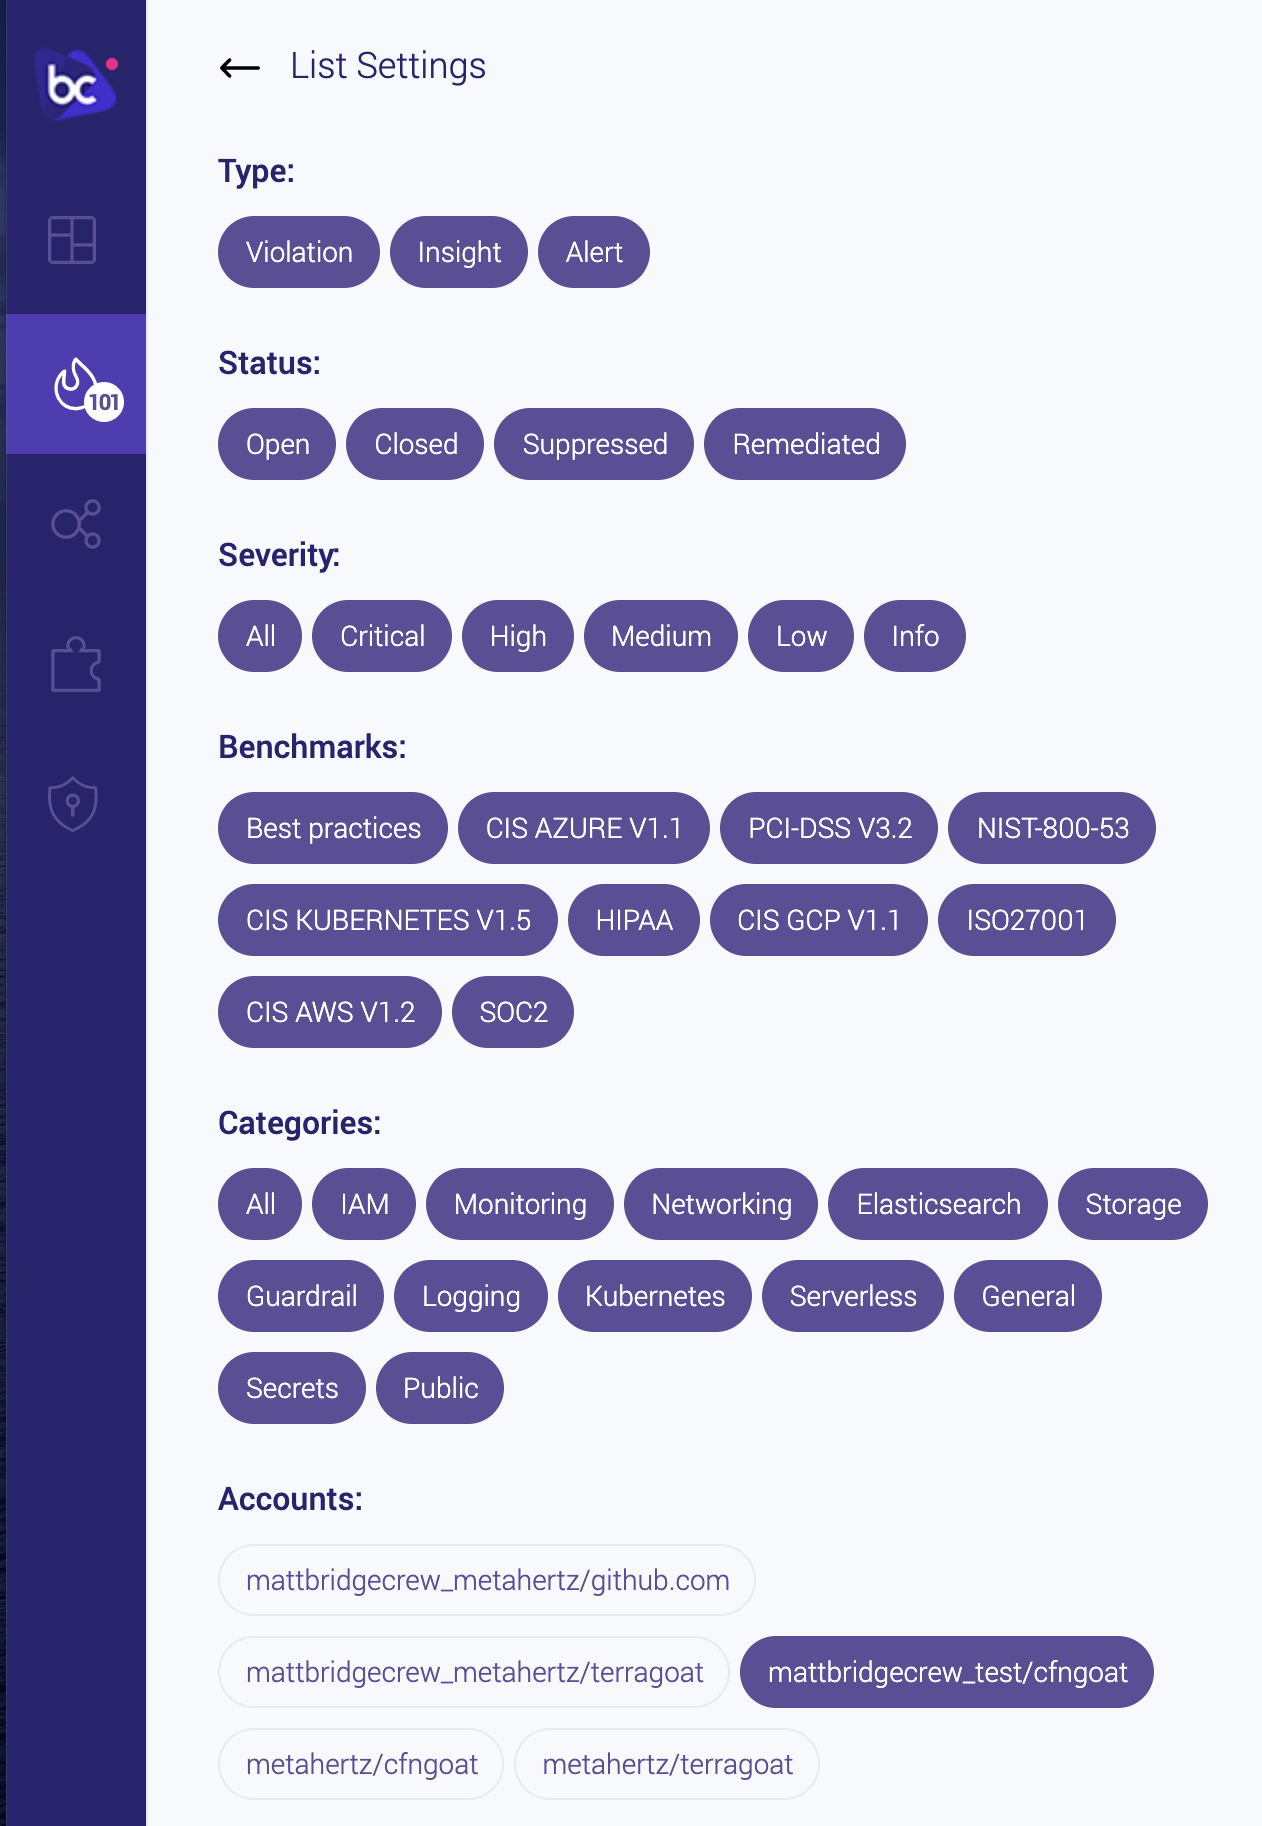 bc
List Settings
Type:
Violation Insight Alert
101
Status:
Open Closed Suppressed Remediated
Severity:
All Critical High Medium Low Info
Benchmarks:
Best practices CIS AZURE V1.1 PCI-DSS V3.2 NIST-800-53
CIS KUBERNETES V1.5 HIPAA CIS GCP V1.1 ISO27001
CIS AWS V1.2 SOC2
Categories:
All IAM Monitoring Networking Elasticsearch Storage
Guardrail Logging Kubernetes Serverless General
Secrets Public
Accounts:
mattbridgecrew_metahertz/github.com
mattbridgecrew_metahertz/terragoat mattbridgecrew_test/cfngoat
metahertz/cfngoat metahertz/terragoat